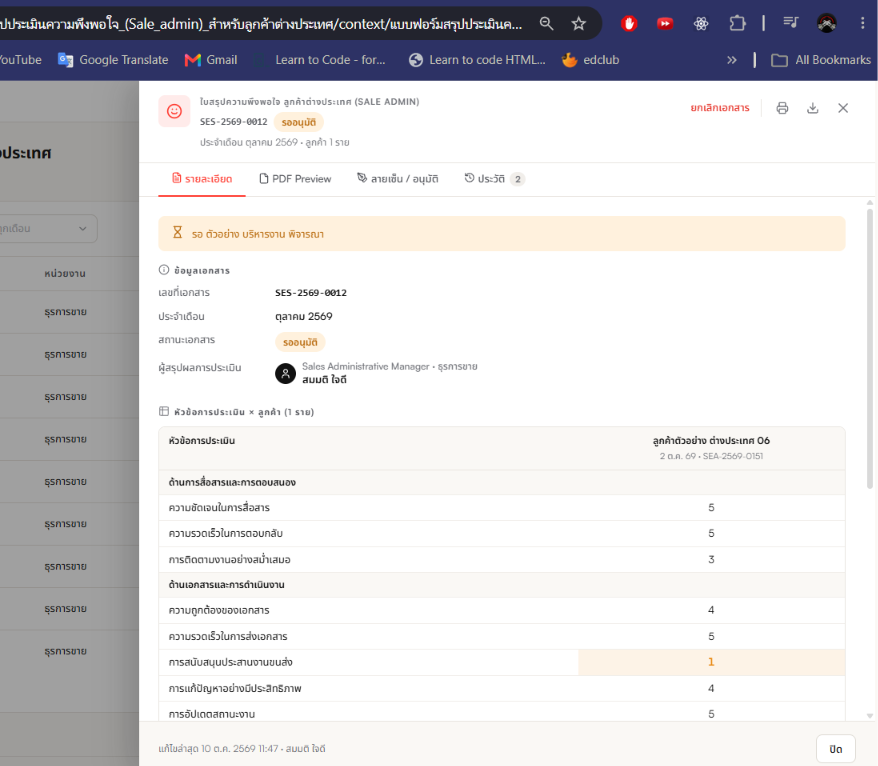 ปประเมินความพึงพอใจ_(Sale_admin)_สำหรับลูกค้าต่างประเทศ/context/แบบฟอร์มสรุปประเมินค...
YouTube
Google Translate
Gmail
Learn to Code - for...
Learn to code HTML...
edclub
»
All Bookmarks
ใบสรุปความพึงพอใจ ลูกค้าต่างประเทศ (SALE ADMIN)
SES-2569-0012 รออนุมัติ
ประจำเดือน ตุลาคม 2569 · ลูกค้า 1 ราย
ยกเลิกเอกสาร
รายละเอียด
PDF Preview
ลายเซ็น / อนุมัติ
ประวัติ 2
รอ ตัวอย่าง บริหารงาน พิจารณา
ข้อมูลเอกสาร
เลขที่เอกสาร SES-2569-0012
ประจำเดือน ตุลาคม 2569
สถานะเอกสาร รออนุมัติ
ผู้สรุปผลการประเมิน Sales Administrative Manager · ธุรการขาย
สมมติ ใจดี
หัวข้อการประเมิน × ลูกค้า (1 ราย)
หัวข้อการประเมิน ลูกค้าตัวอย่าง ต่างประเทศ 06
2 ต.ค. 69 · SEA-2569-0151
ด้านการสื่อสารและการตอบสนอง
ความชัดเจนในการสื่อสาร 5
ความรวดเร็วในการตอบกลับ 5
การติดตามงานอย่างสม่ำเสมอ 3
ด้านเอกสารและการดำเนินงาน
ความถูกต้องของเอกสาร 4
ความรวดเร็วในการส่งเอกสาร 5
การสนับสนุนประสานงานขนส่ง 1
การแก้ปัญหาอย่างมีประสิทธิภาพ 4
การอัปเดตสถานะงาน 5
แก้ไขล่าสุด 10 ต.ค. 2569 11:47 · สมมติ ใจดี
ปิด
งประเทศ
ทุกเดือน
หน่วยงาน
ธุรการขาย
ธุรการขาย
ธุรการขาย
ธุรการขาย
ธุรการขาย
ธุรการขาย
ธุรการขาย
ธุรการขาย
ธุรการขาย